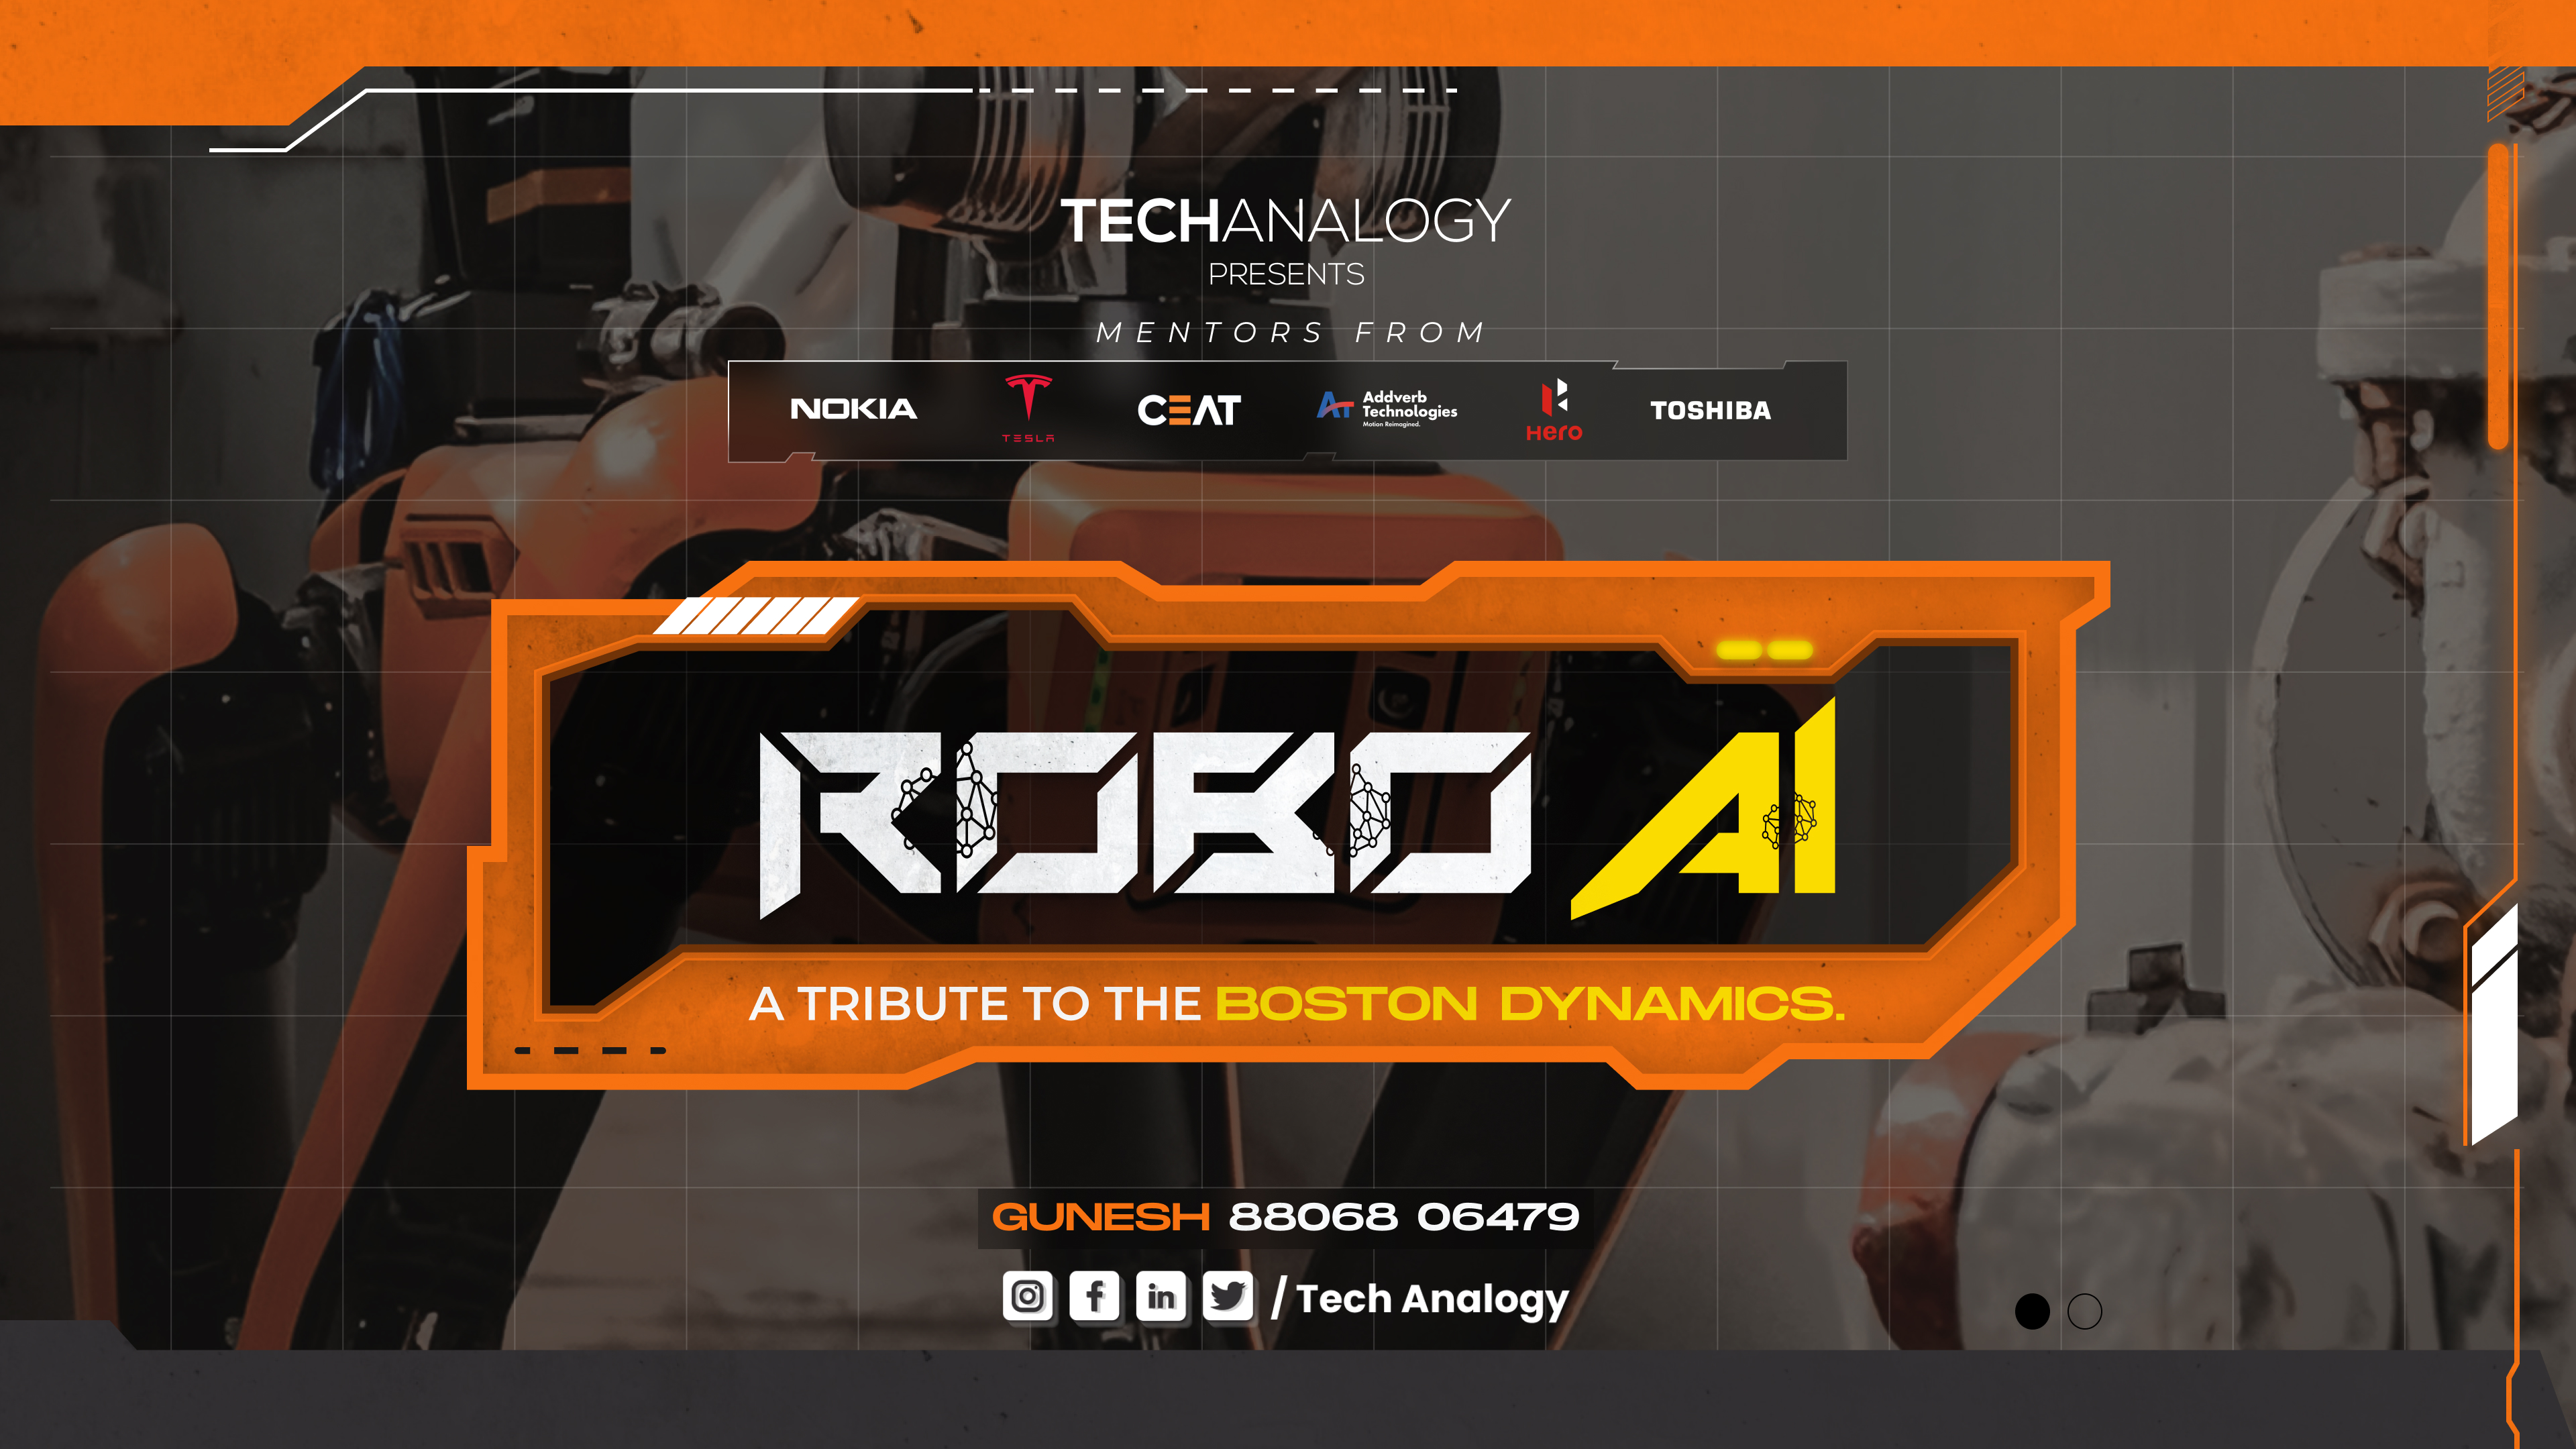 TECHANALOGY
PRESENTS
MENTORS FROM
NOKIA
TESLA
CEAT
Addverb
Technologies
Motion Reimagined.
Hero
TOSHIBA
ROBO AI
A TRIBUTE TO THE BOSTON DYNAMICS.
GUNESH 88068 06479
/ Tech Analogy